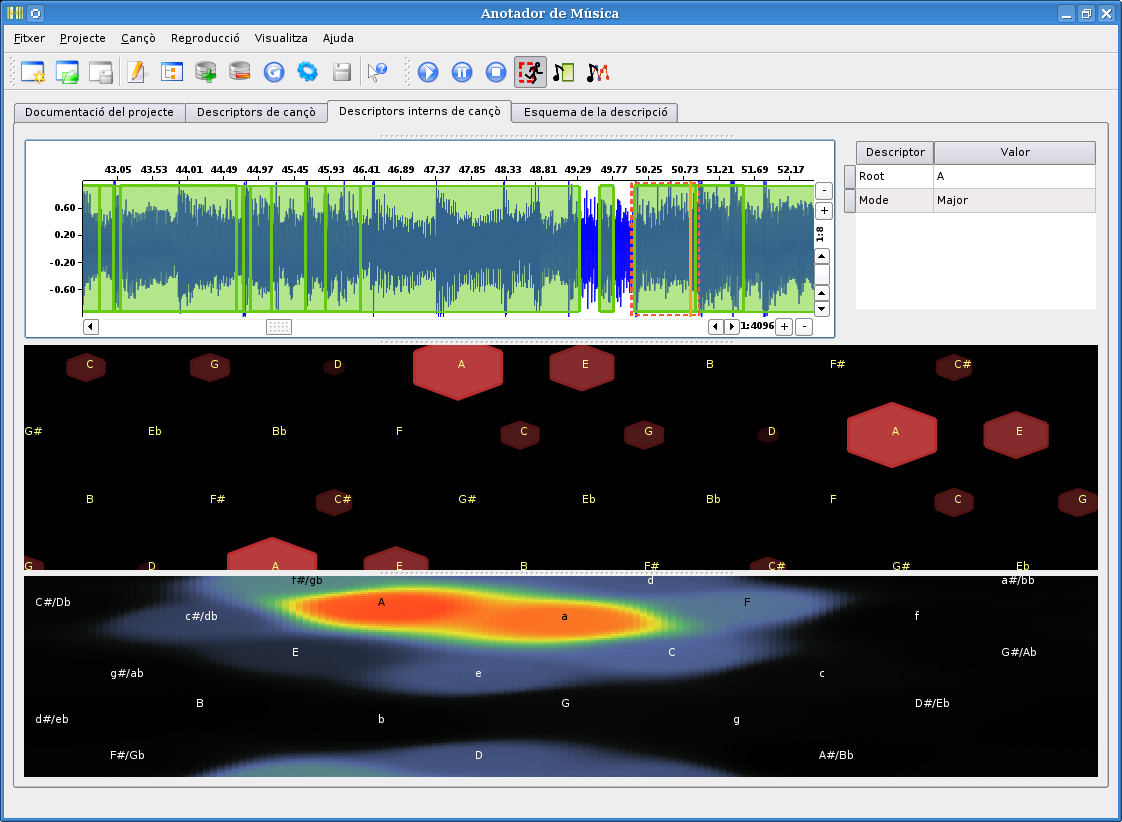 Anotador de Música
Fitxer Projecte Cançò Reproducció Visualitza Ajuda
Documentació del projecte Descriptors de cançò Descriptors interns de cançò Esquema de la descripció
43.05 43.53 44.01 44.49 44.97 45.45 45.93 46.41 46.89 47.37 47.85 48.33 48.81 49.29 49.77 50.25 50.73 51.21 51.69 52.17
0.60
0.20
-0.20
-0.60
- + 1:8
1:4096 + -
Descriptor Valor
Root A
Mode Major
C G D A E B F# C#
G# Eb Bb F C G D A E
B F# C# G# Eb Bb F C G
G D A E B F# C# G# Eb
f#/gb d a#/bb
C#/Db A F
c#/db a f
E C G#/Ab
g#/ab e c
B G D#/Eb
d#/eb b g
F#/Gb D A#/Bb